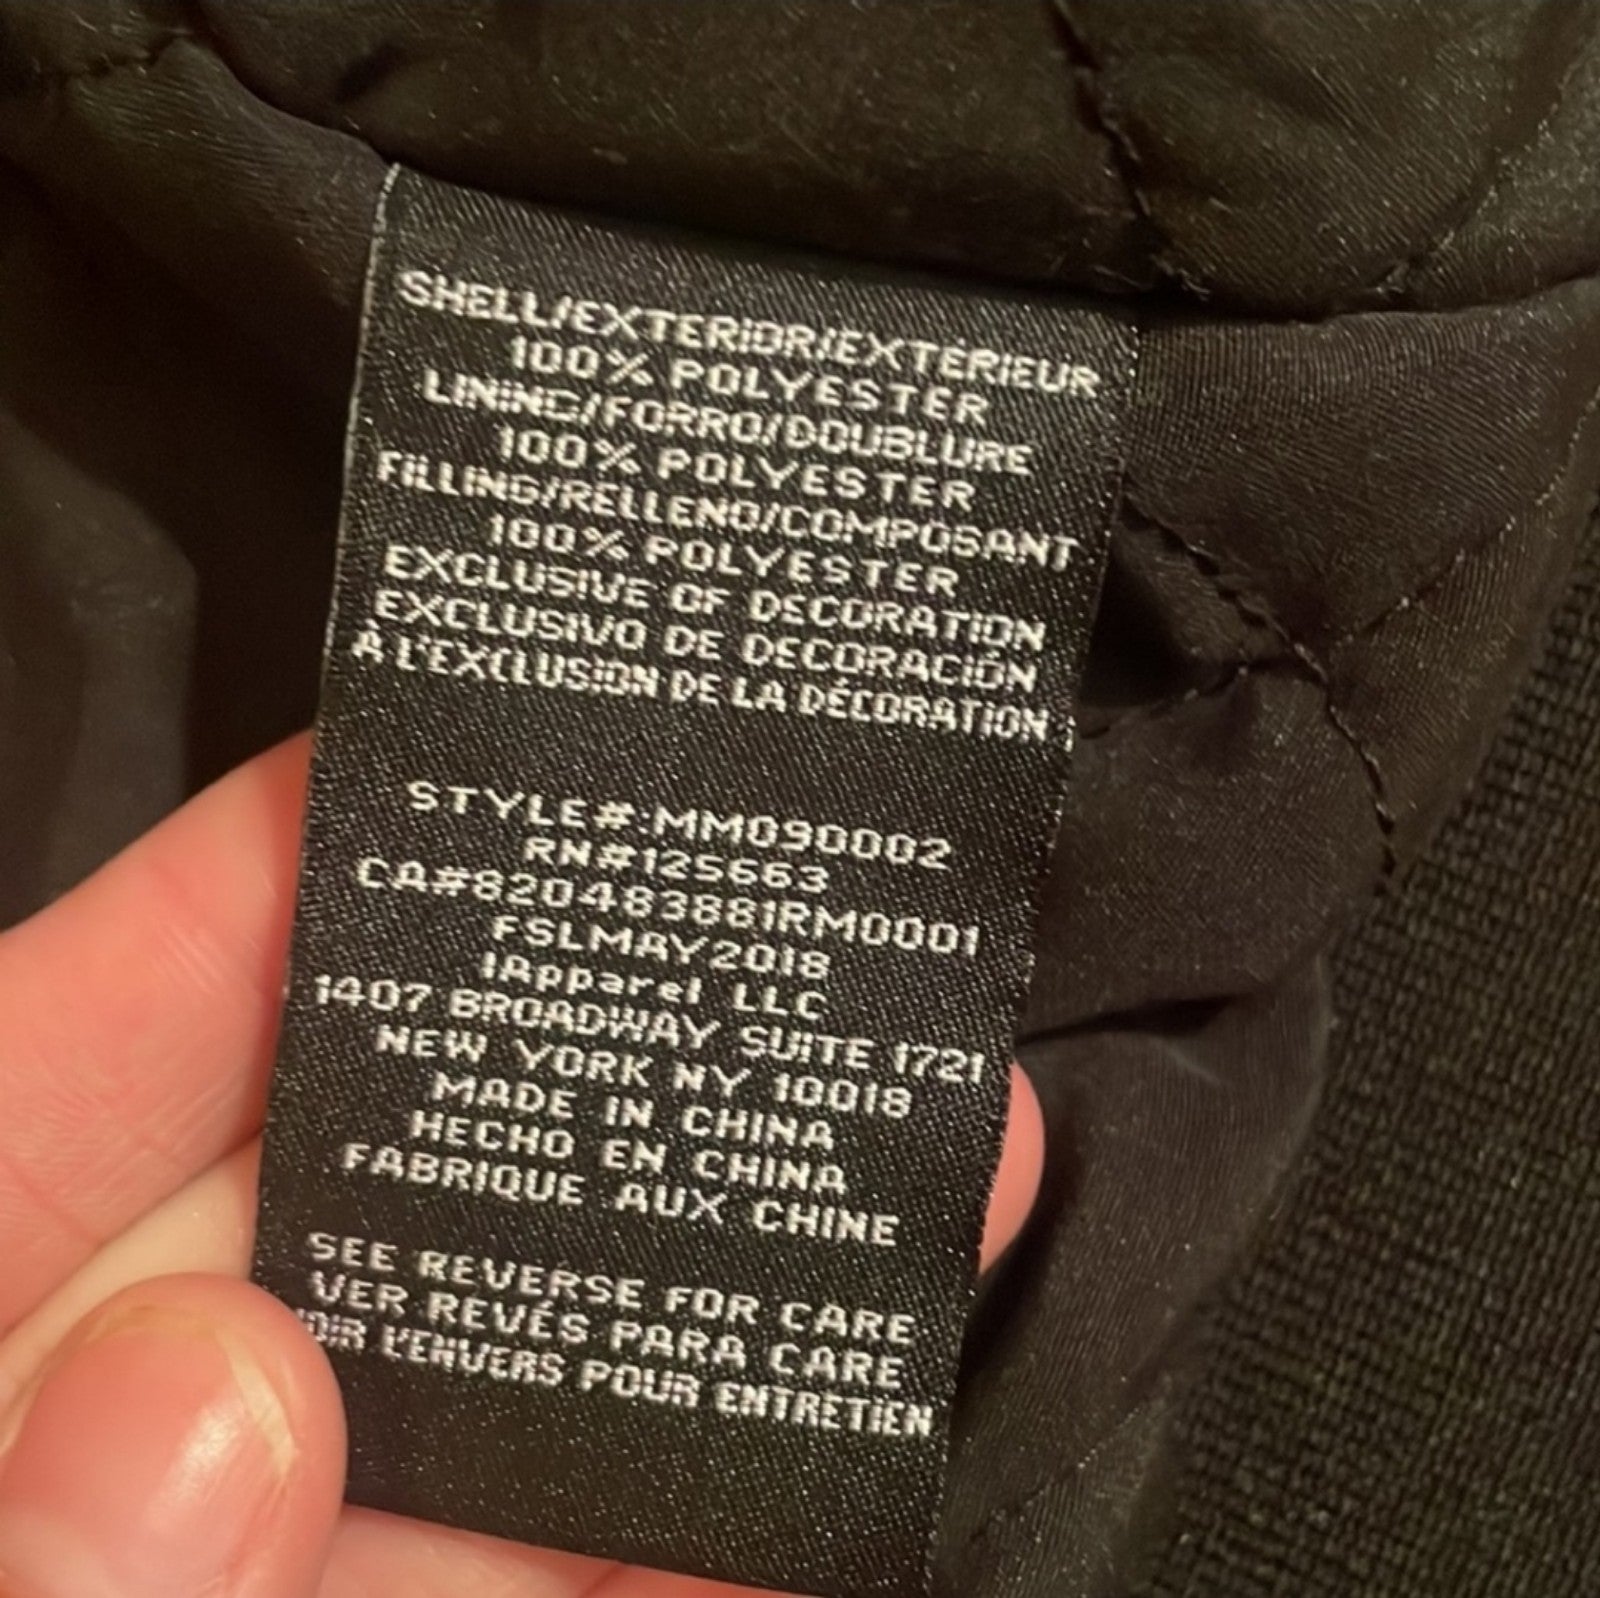 SHELL/EXTERIOR/EXTERIEUR
100% POLYESTER
LINING/FORRO/DOUBLURE
100% POLYESTER
FILLING/RELLENO/COMPOSANT
100% POLYESTER
EXCLUSIVE OF DECORATION
EXCLUSIVO DE DECORACIÓN
À L'EXCLUSION DE LA DÉCORATION
STYLE#:MM090002
RN#125663
CA#820483881RM0001
FSLMAY2018
IApparel LLC
1407 BROADWAY SUITE 1721
NEW YORK NY 10018
MADE IN CHINA
HECHO EN CHINA
FABRIQUE AUX CHINE
SEE REVERSE FOR CARE
VER REVÉS PARA CARE
OIR L'ENVERS POUR ENTRETIEN